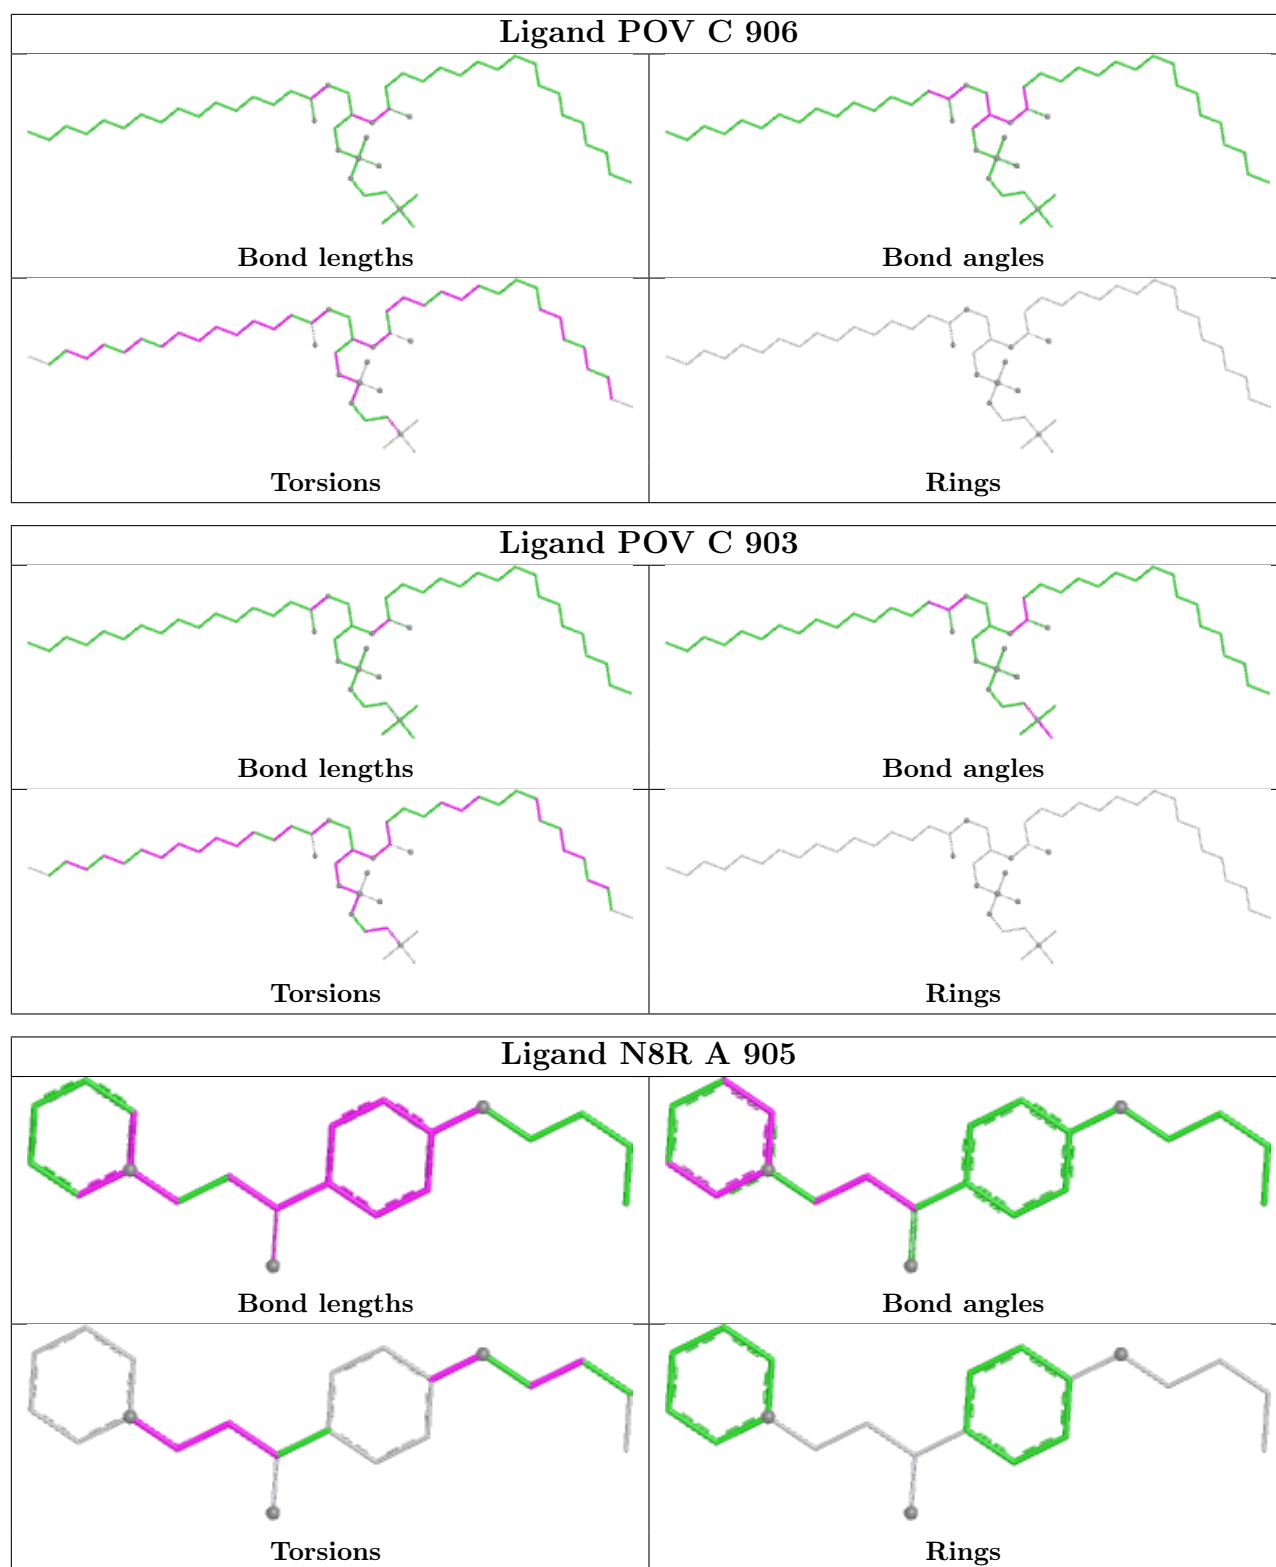 Ligand POV C 906
Bond lengths
Bond angles
Torsions
Rings
Ligand POV C 903
Bond lengths
Bond angles
Torsions
Rings
Ligand N8R A 905
Bond lengths
Bond angles
Torsions
Rings